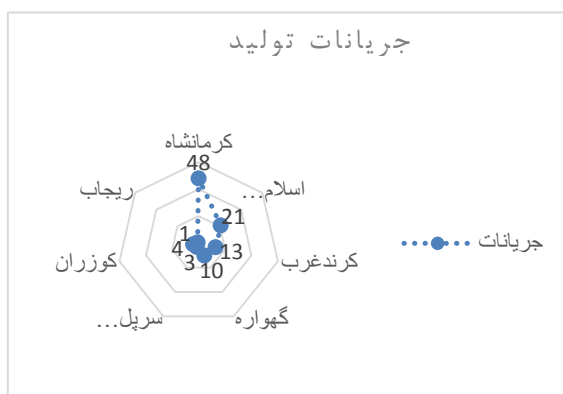 جریانات تولید
کرمانشاه
48
اسلام...
21
کرندغرب
13
گهواره
10
سرپل...
3
کوزران
4
ریجاب
1
جریانات